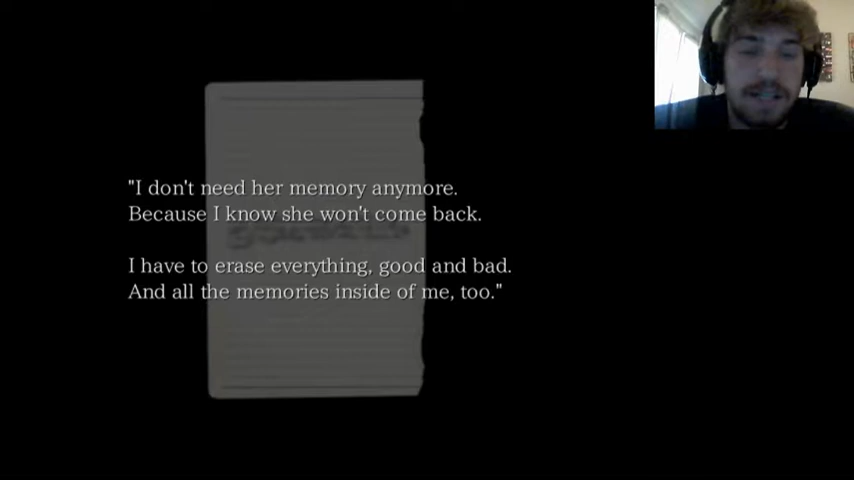 "I don't need her memory anymore.
Because I know she won't come back.
I have to erase everything, good and bad.
And all the memories inside of me, too."